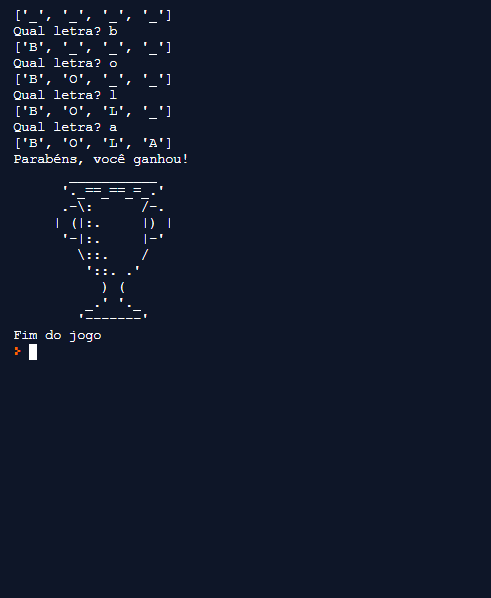 ['_', '_', '_', '_']
Qual letra? b
['B', '_', '_', '_']
Qual letra? o
['B', 'O', '_', '_']
Qual letra? l
['B', 'O', 'L', '_']
Qual letra? a
['B', 'O', 'L', 'A']
Parabéns, você ganhou!
       ___________
      '._==_==_=_.'
      .-\:      /-.
     | (|:.     |) |
      '-|:.     |-'
        \::.    /
         '::. .'
           ) (
         _.' '._
        '-------'
Fim do jogo
>